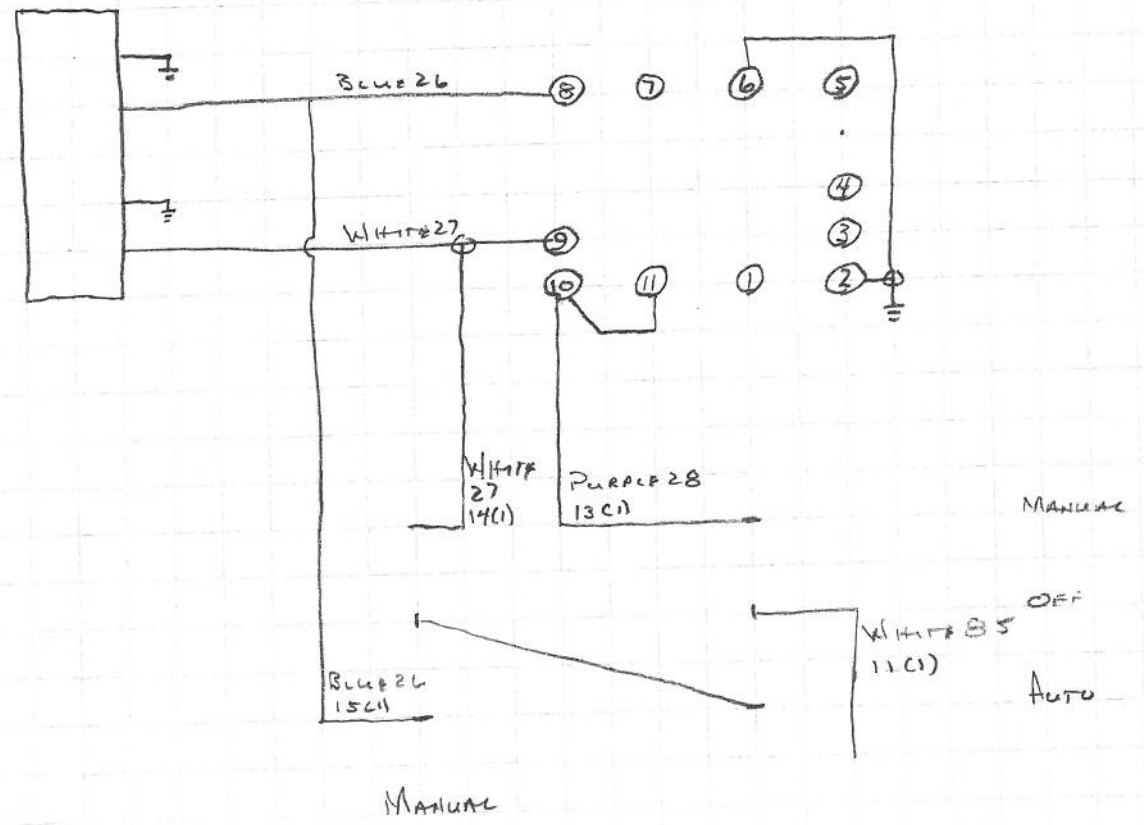 BLUE 26
8
7
6
5
4
WHITE 27
9
3
10
11
1
2
WHITE
27
14(1)
PURPLE 28
13(1)
MANUAL
OFF
WHITE 85
11(1)
BLUE 26
15(1)
AUTO
MANUAL